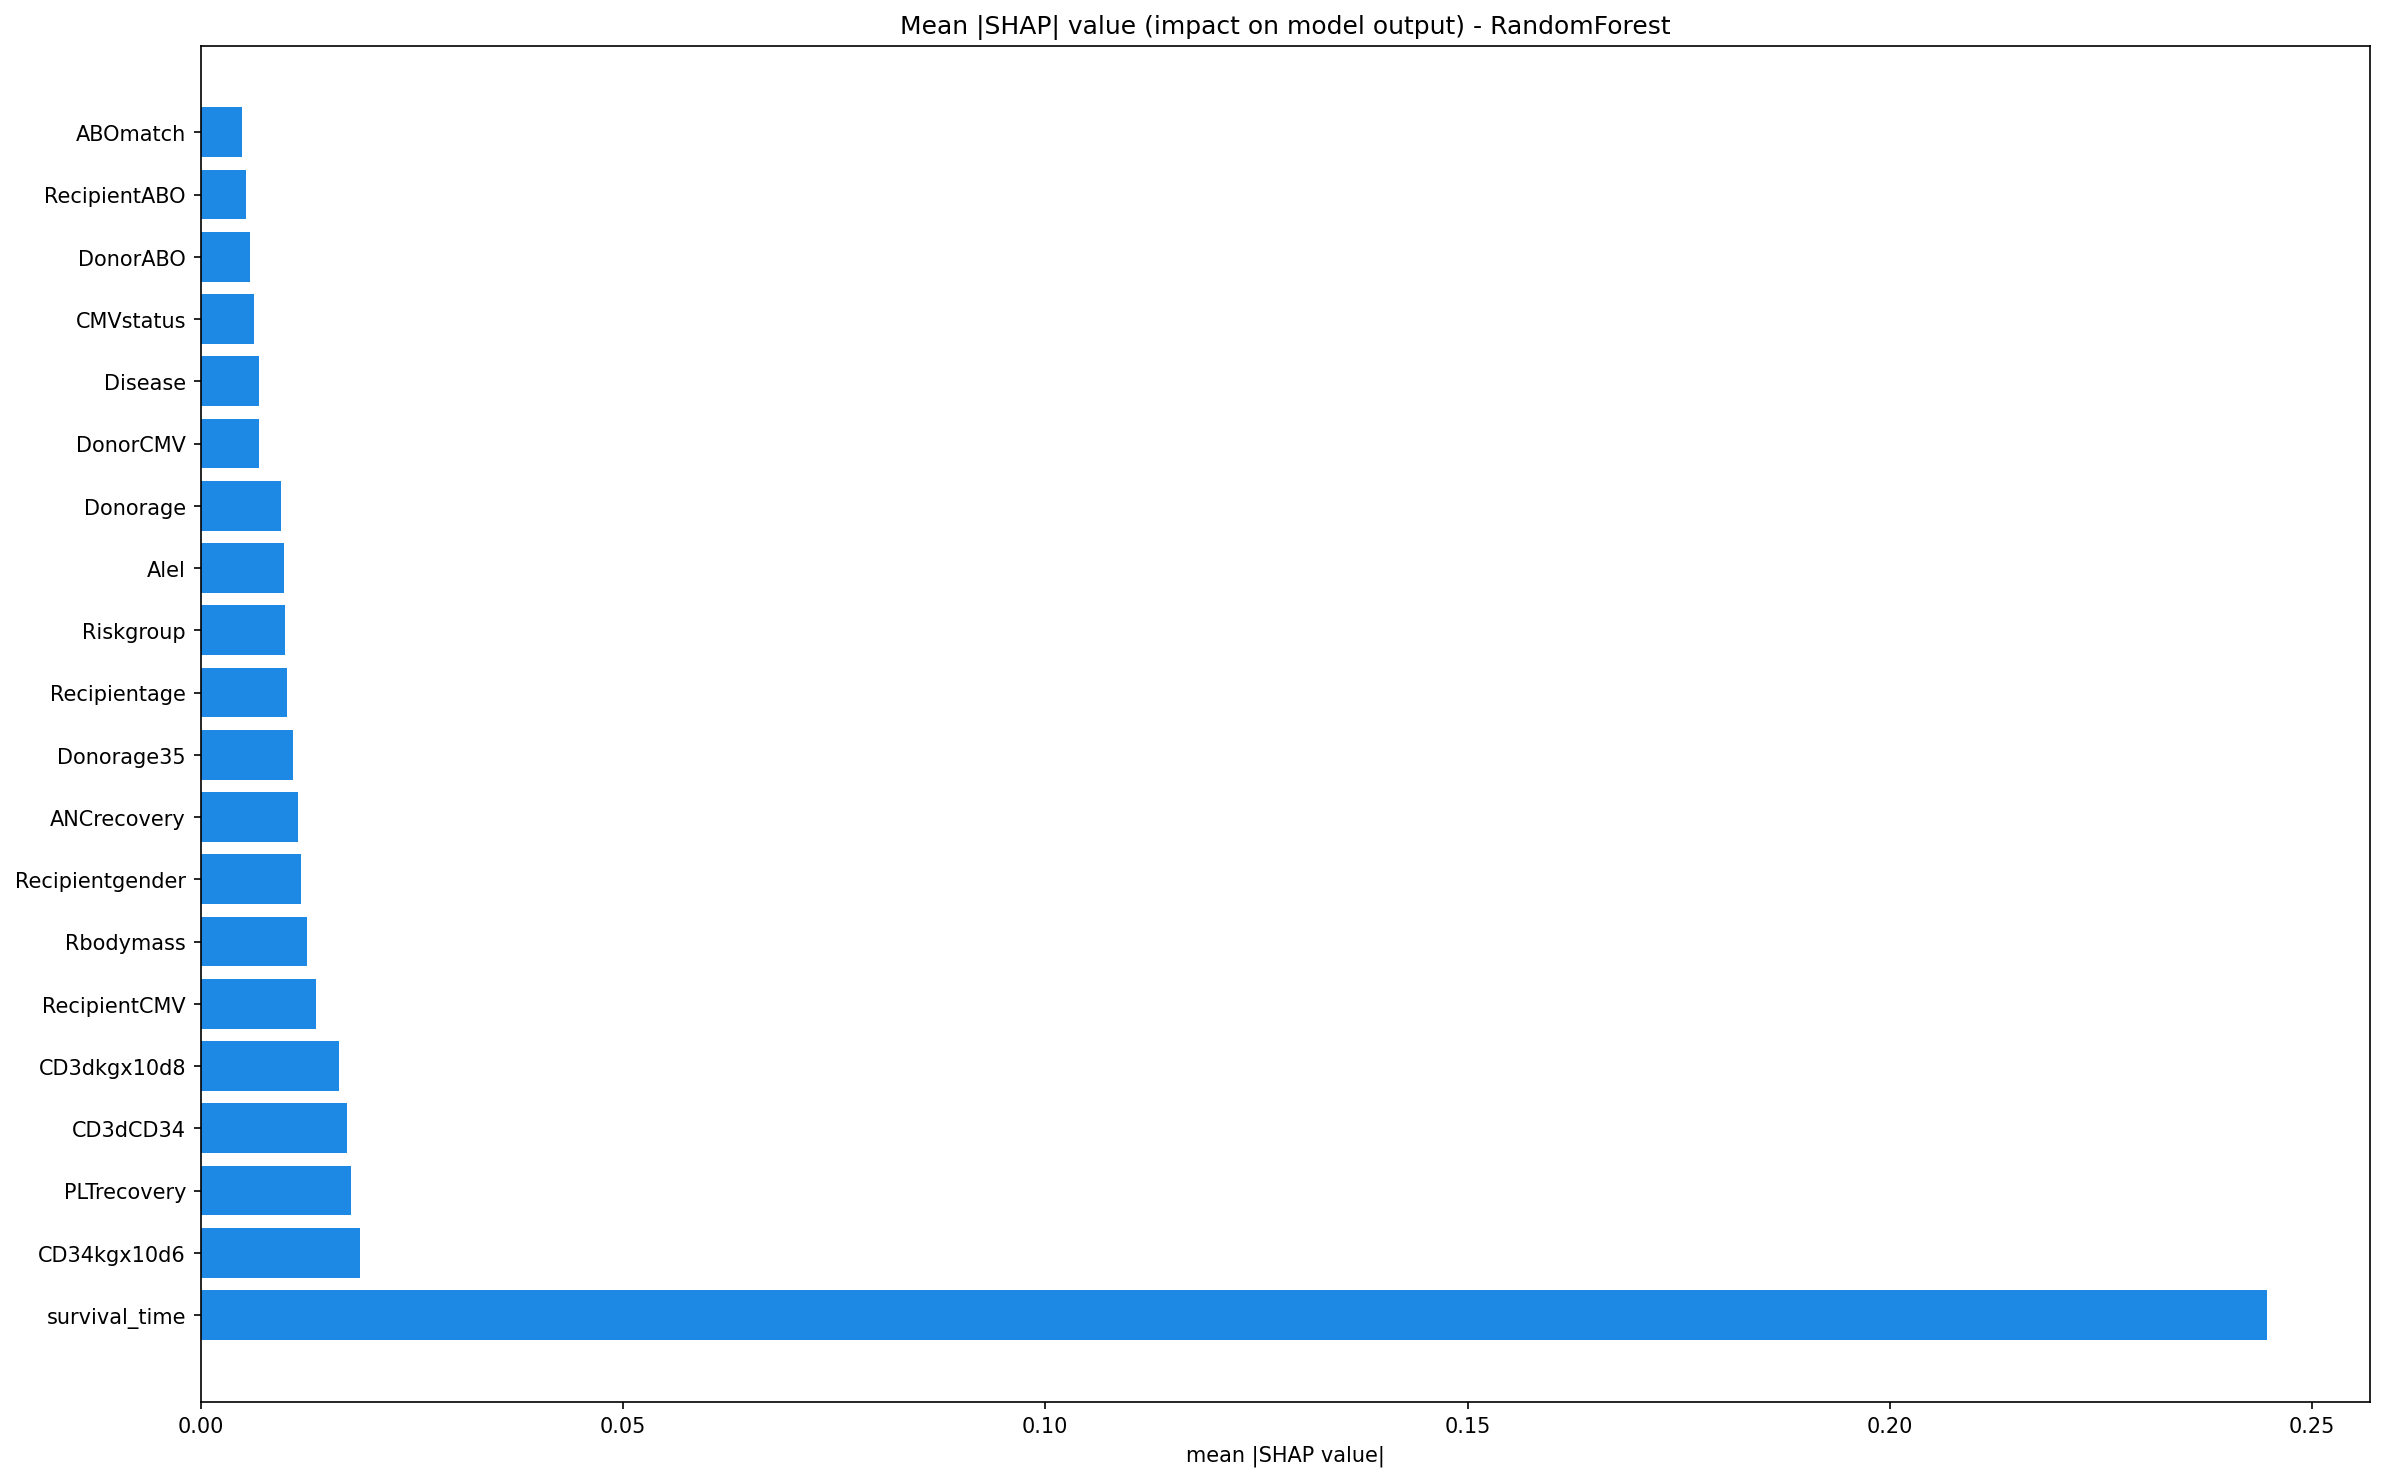 Mean |SHAP| value (impact on model output) - RandomForest
ABOmatch
RecipientABO
DonorABO
CMVstatus
Disease
DonorCMV
Donorage
Alel
Riskgroup
Recipientage
Donorage35
ANCrecovery
Recipientgender
Rbodymass
RecipientCMV
CD3dkgx10d8
CD3dCD34
PLTrecovery
CD34kgx10d6
survival_time
0.00 0.05 0.10 0.15 0.20 0.25
mean |SHAP value|